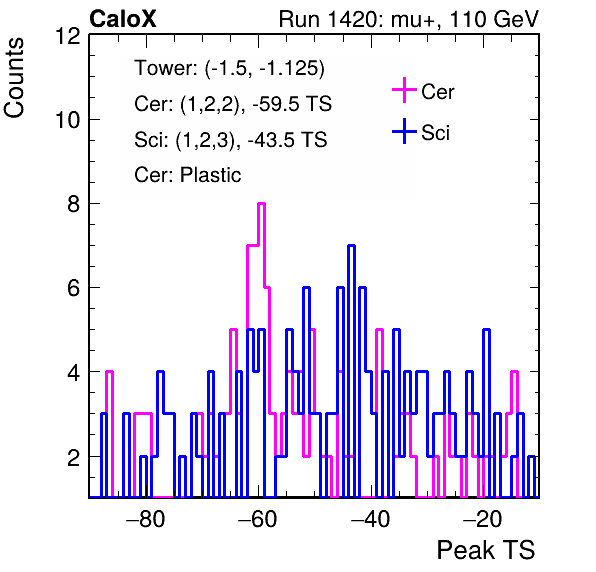 CaloX Run 1420: mu+, 110 GeV
Counts
12
10
8
6
4
2
Tower: (-1.5, -1.125)
Cer: (1,2,2), -59.5 TS
Sci: (1,2,3), -43.5 TS
Cer: Plastic
Cer
Sci
−80 −60 −40 −20
Peak TS